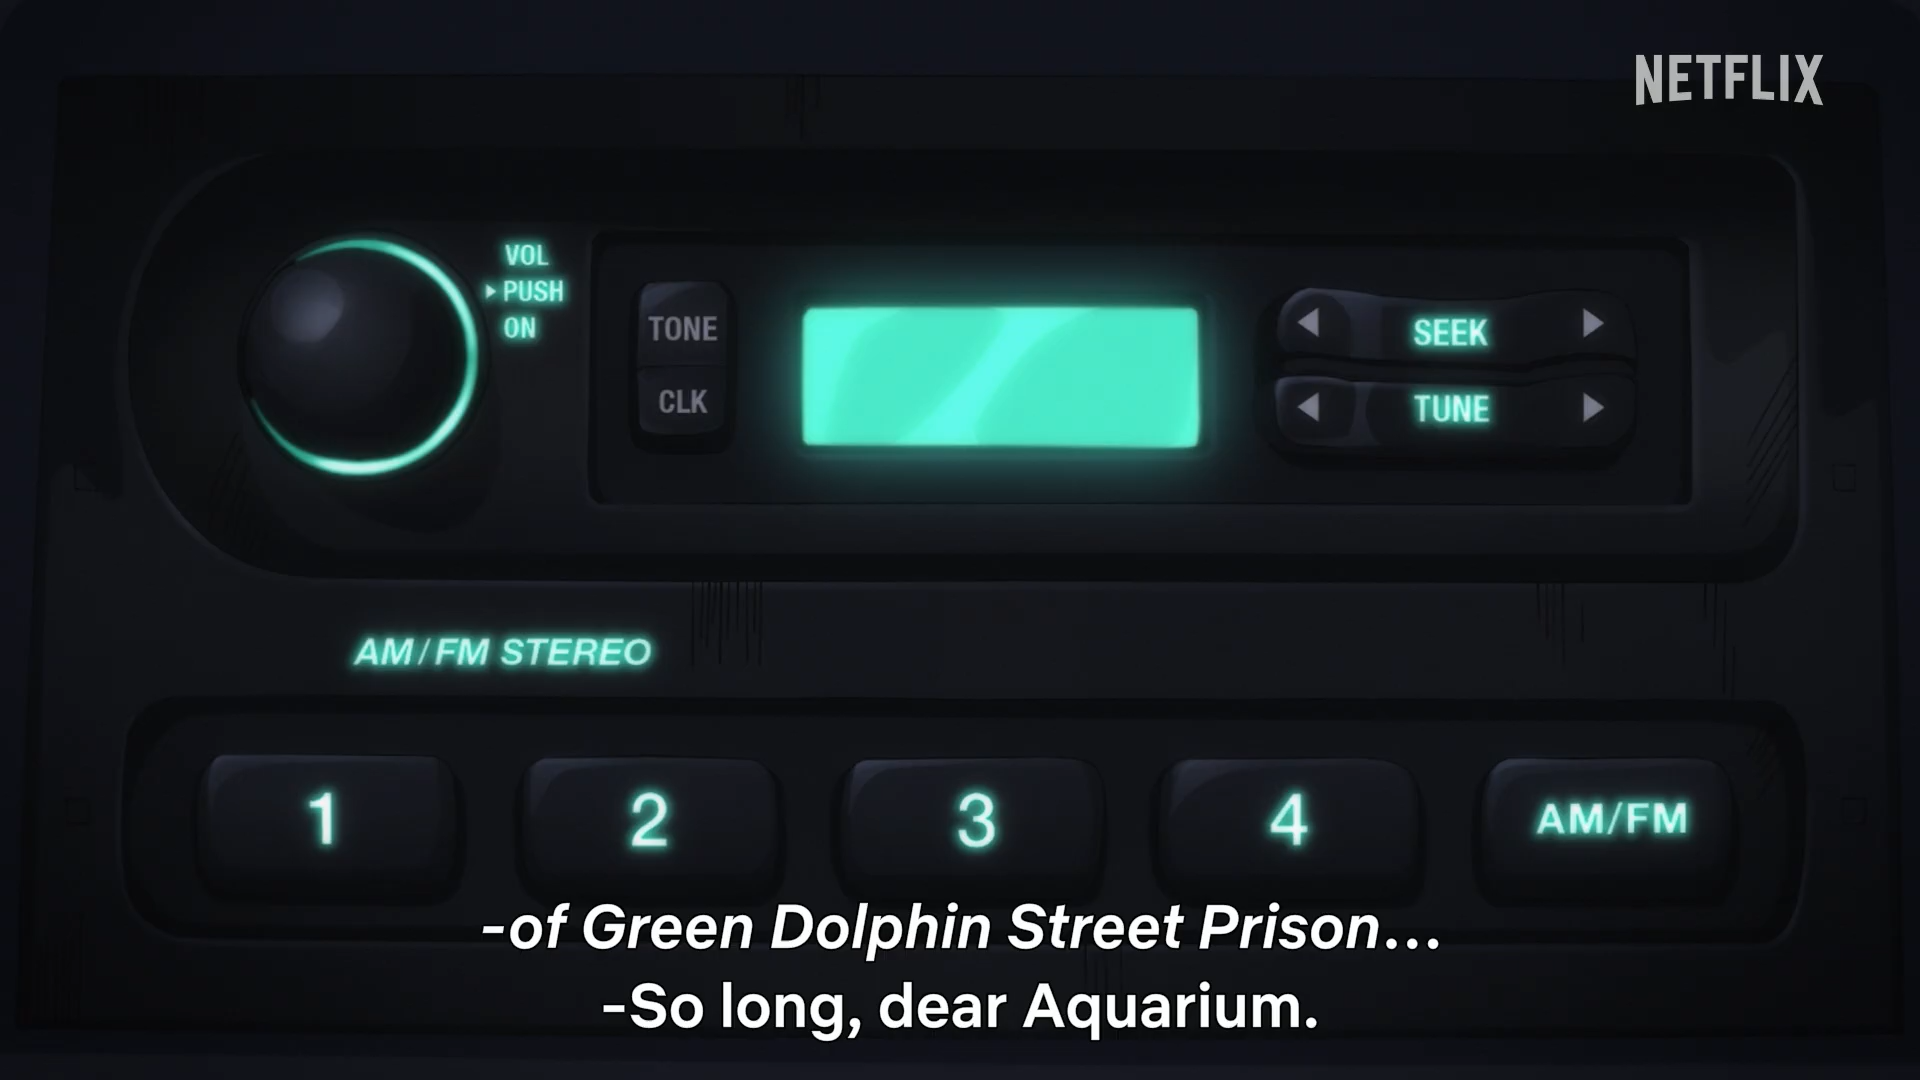 NETFLIX
VOL
PUSH
ON
TONE
CLK
SEEK
TUNE
AM/FM STEREO
1 2 3 4 AM/FM
-of Green Dolphin Street Prison...
-So long, dear Aquarium.